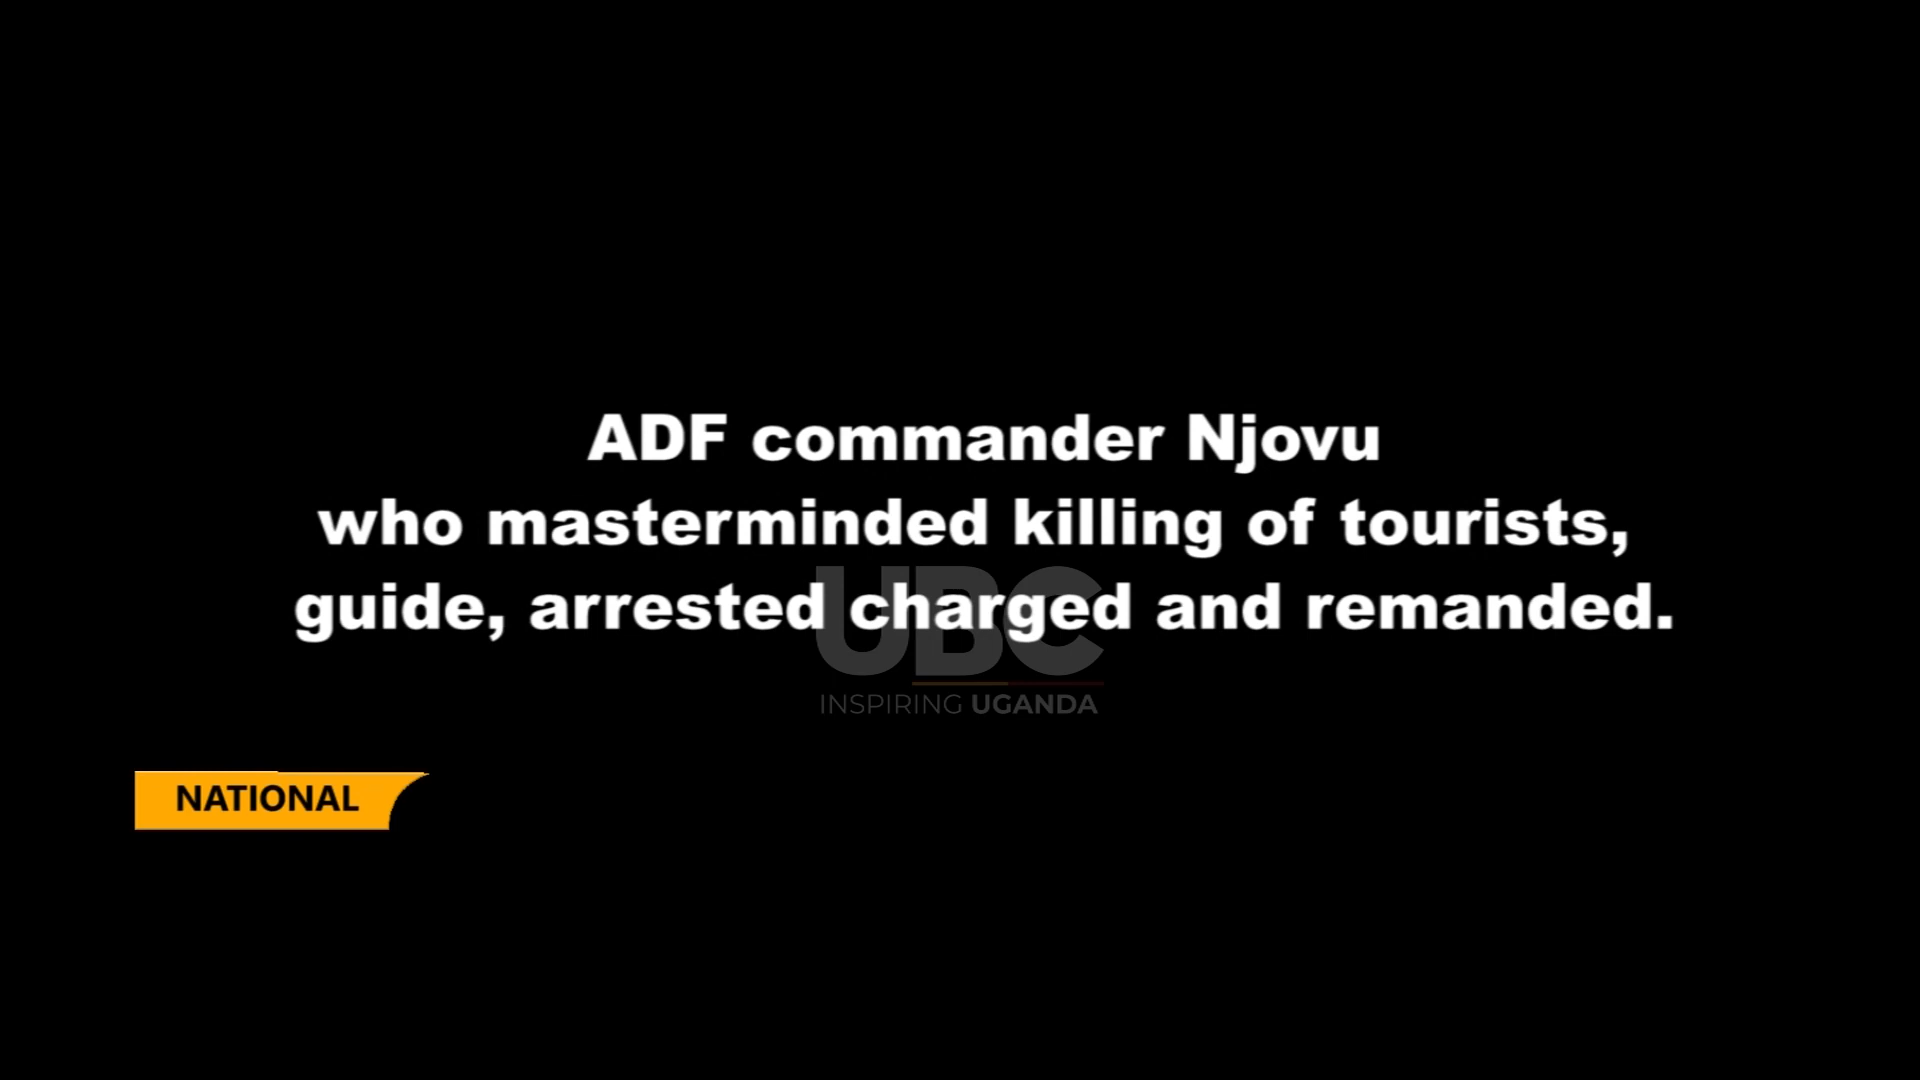 ADF commander Njovu
who masterminded killing of tourists,
guide, arrested charged and remanded.
UBC
INSPIRING UGANDA
NATIONAL